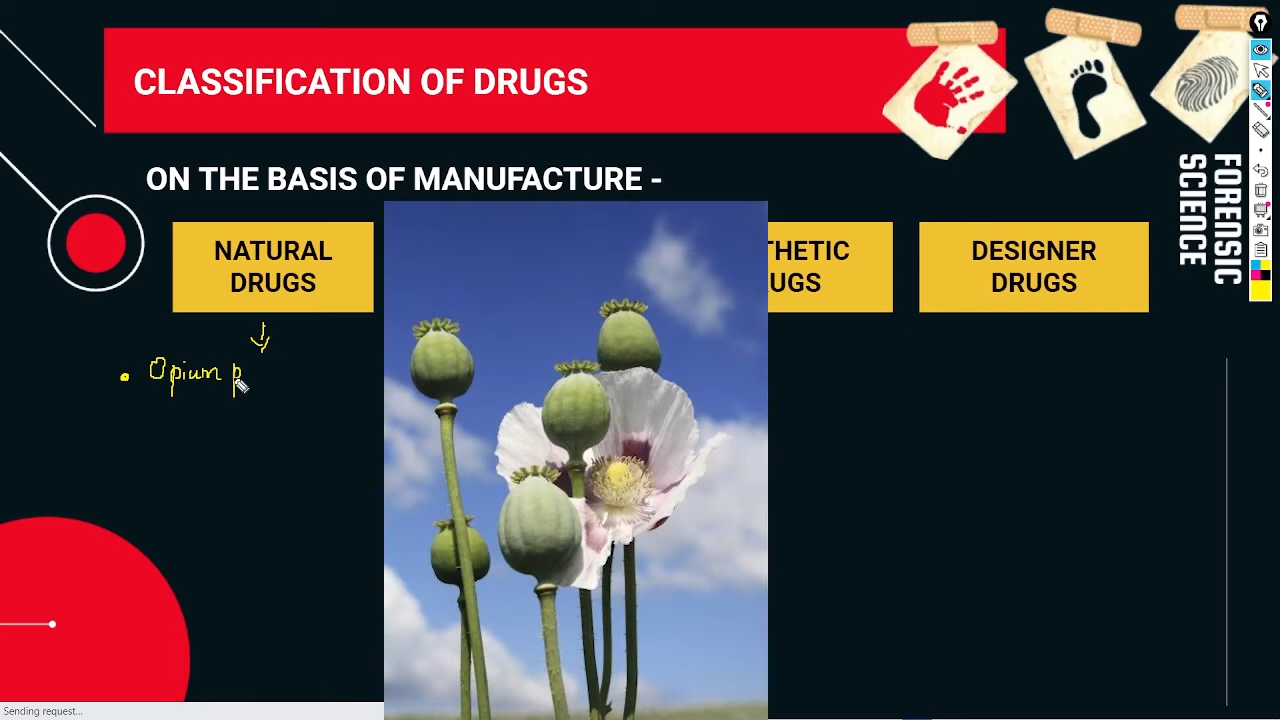 CLASSIFICATION OF DRUGS
ON THE BASIS OF MANUFACTURE -
FORENSIC
SCIENCE
NATURAL
DRUGS
THETIC
UGS
DESIGNER
DRUGS
Opium p
Sending request...